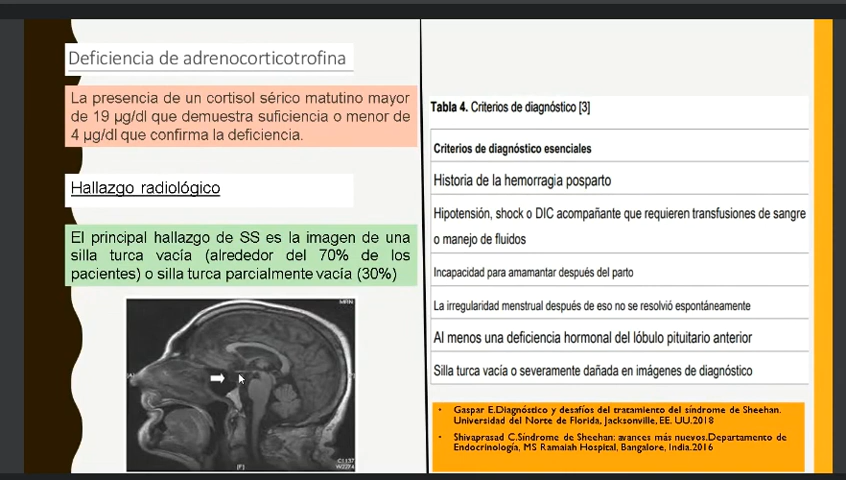 Deficiencia de adrenocorticotrofina
La presencia de un cortisol sérico matutino mayor
de 19 µg/dl que demuestra suficiencia o menor de
4 µg/dl que confirma la deficiencia.
Hallazgo radiológico
El principal hallazgo de SS es la imagen de una
silla turca vacía (alrededor del 70% de los
pacientes) o silla turca parcialmente vacía (30%)
Tabla 4. Criterios de diagnóstico [3]
Criterios de diagnóstico esenciales
Historia de la hemorragia posparto
Hipotensión, shock o DIC acompañante que requieren transfusiones de sangre
o manejo de fluidos
Incapacidad para amamantar después del parto
La irregularidad menstrual después de eso no se resolvió espontáneamente
Al menos una deficiencia hormonal del lóbulo pituitario anterior
Silla turca vacía o severamente dañada en imágenes de diagnóstico
• Gaspar E.Diagnóstico y desafíos del tratamiento del síndrome de Sheehan.
Universidad del Norte de Florida, Jacksonville, EE. UU.2018
• Shivaprasad C.Síndrome de Sheehan: avances más nuevos.Departamento de
Endocrinología, MS Ramaiah Hospital, Bangalore, India.2016